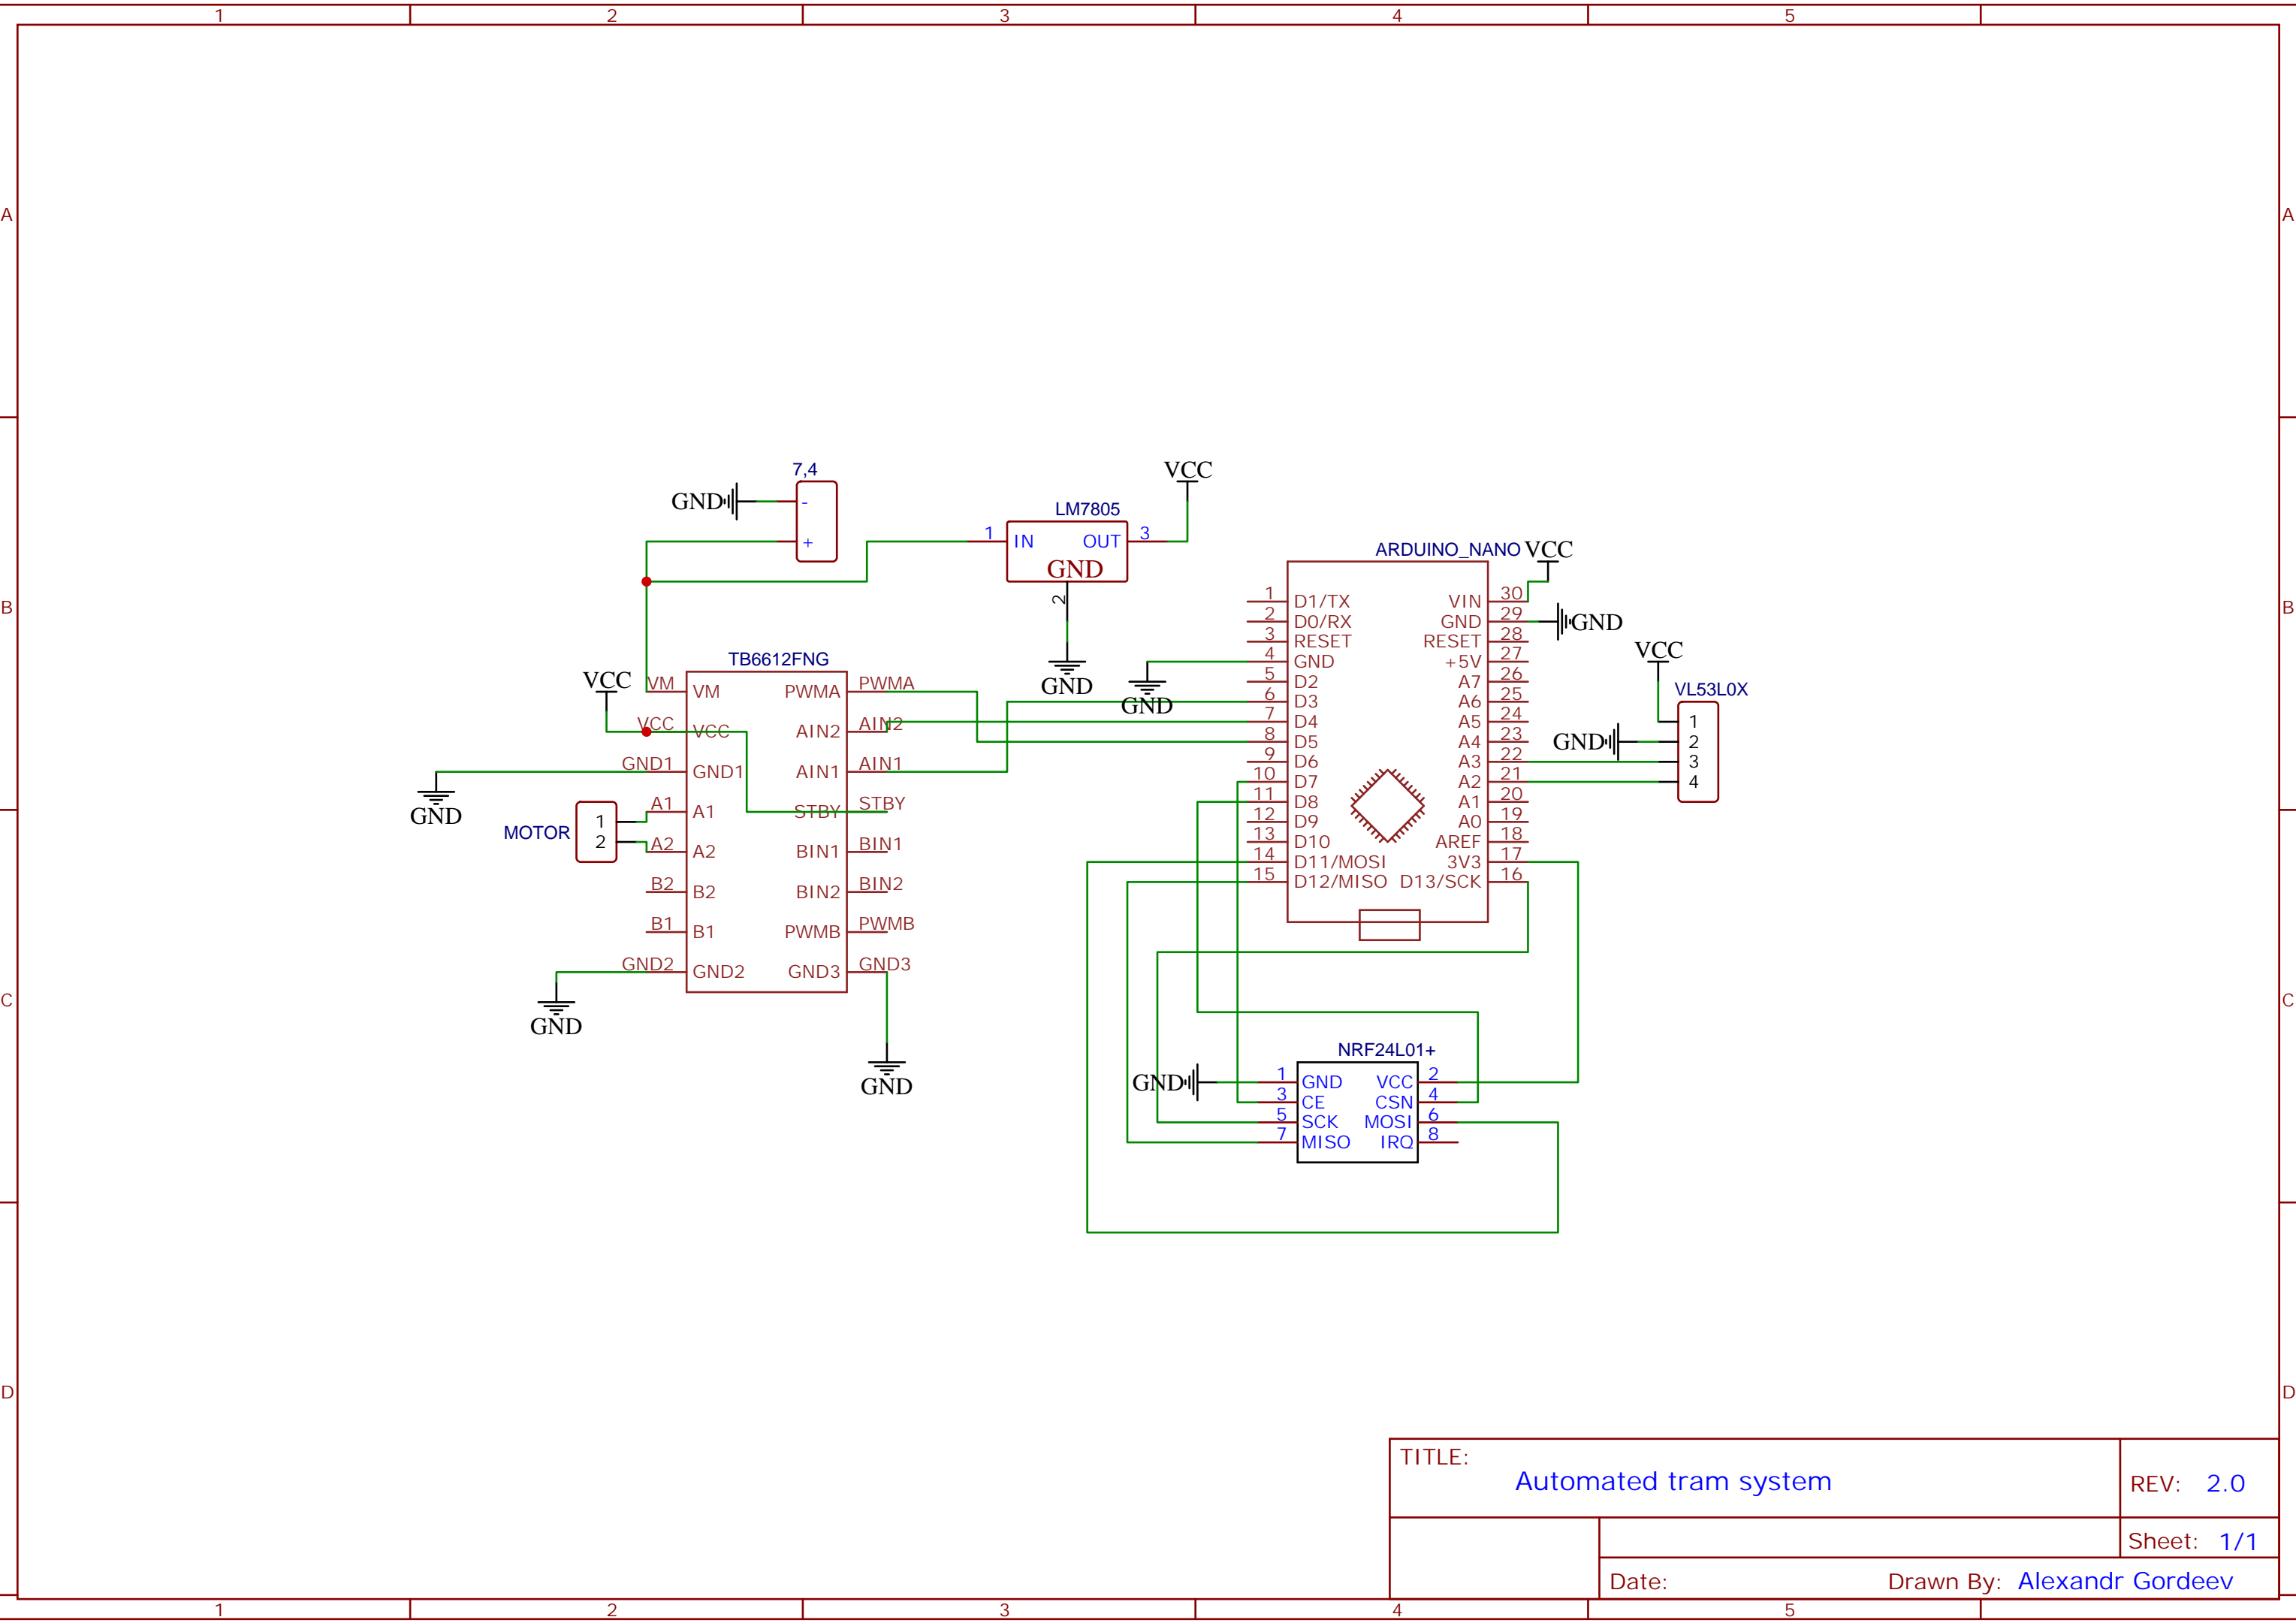 1 2 3 4 5
A A
B B
C C
D D
7,4
GND -
+
VCC
LM7805
1 IN OUT 3
GND
2
GND
TB6612FNG
VCC
VM VM PWMA PWMA
VCC VCC AIN2 AIN2
GND1 GND1 AIN1 AIN1
GND
A1 A1 STBY STBY
A2 A2 BIN1 BIN1
B2 B2 BIN2 BIN2
B1 B1 PWMB PWMB
GND2 GND2 GND3 GND3
GND
GND
MOTOR
1
2
ARDUINO_NANO VCC
1 D1/TX VIN 30
2 D0/RX GND 29 GND
3 RESET RESET 28
4 GND +5V 27
GND
5 D2 A7 26
6 D3 A6 25
7 D4 A5 24
8 D5 A4 23
9 D6 A3 22
10 D7 A2 21
11 D8 A1 20
12 D9 A0 19
13 D10 AREF 18
14 D11/MOSI 3V3 17
15 D12/MISO D13/SCK 16
VCC
VL53L0X
1
GND 2
3
4
NRF24L01+
GND 1 GND VCC 2
3 CE CSN 4
5 SCK MOSI 6
7 MISO IRQ 8
TITLE:
Automated tram system
REV: 2.0
Sheet: 1/1
Date:
Drawn By: Alexandr Gordeev
1 2 3 4 5